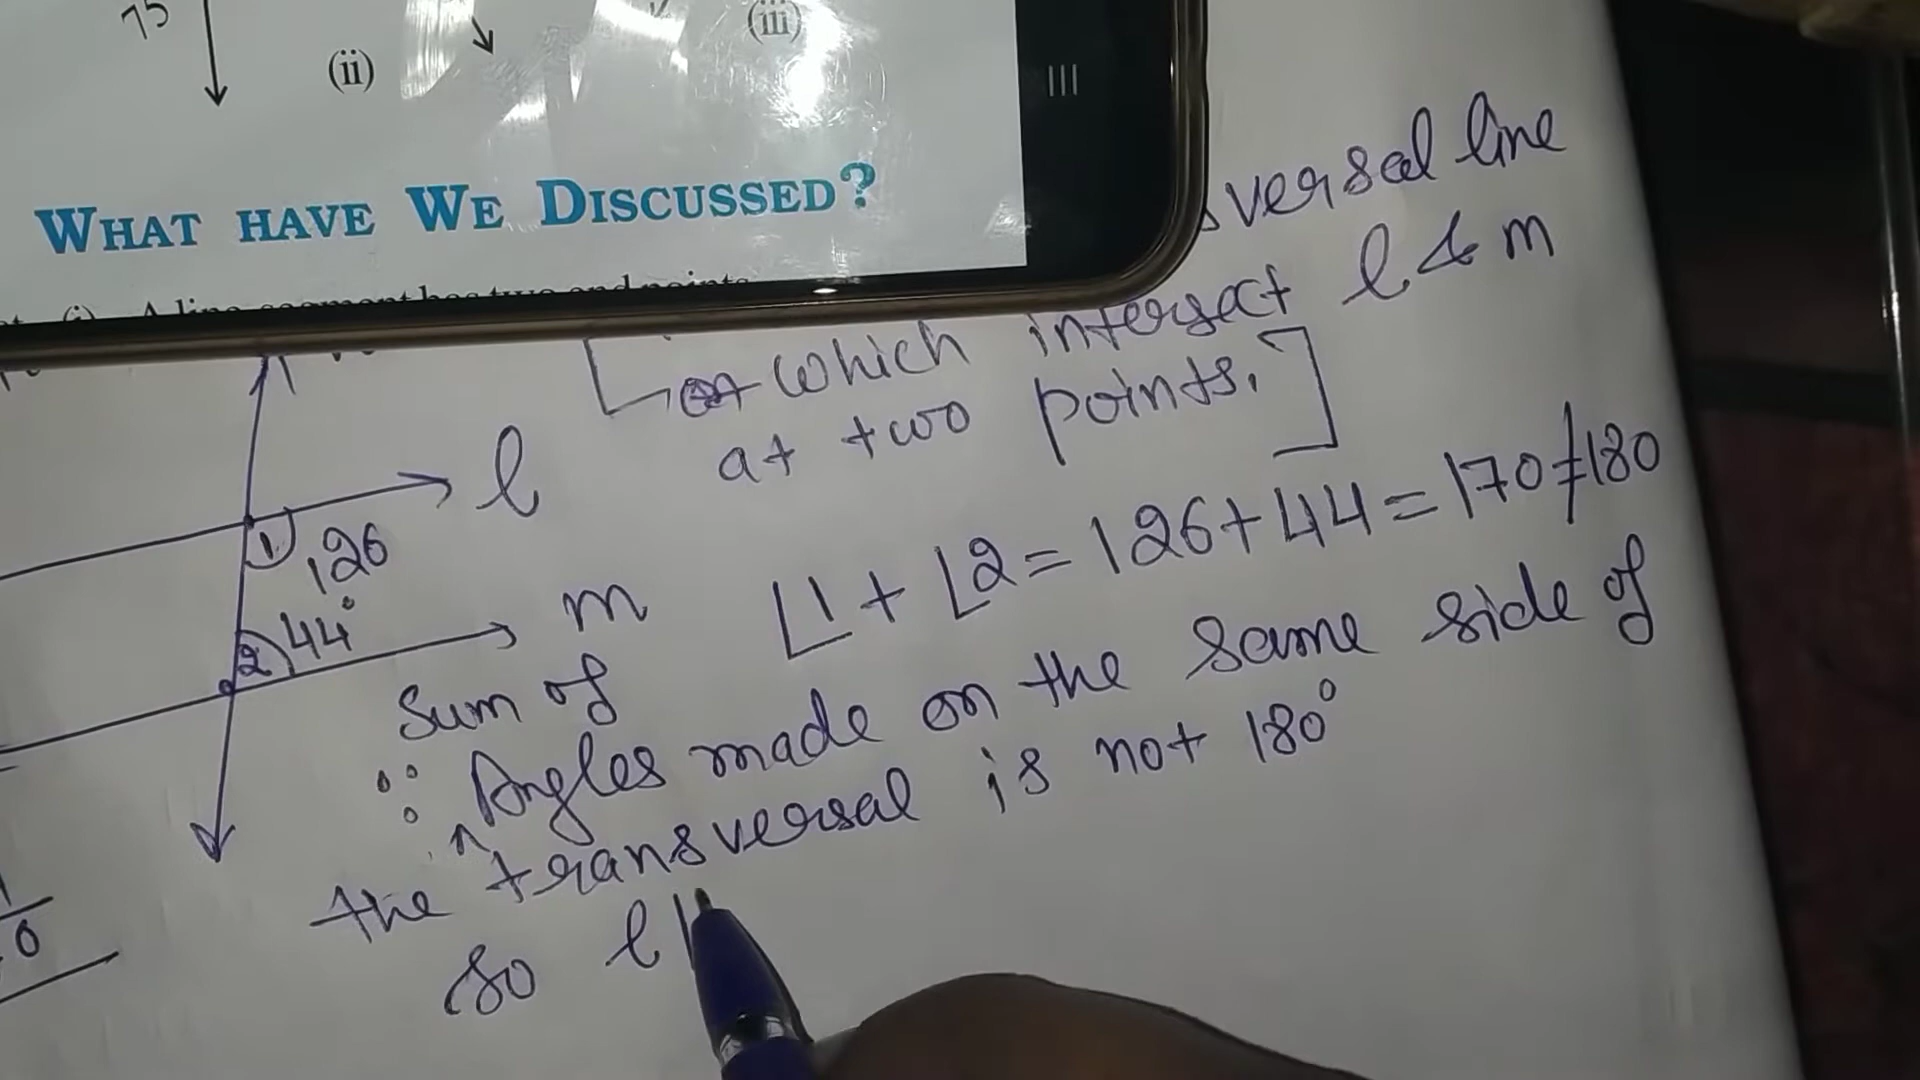 75
(ii)
(iii)
WHAT HAVE WE DISCUSSED?
versal line
which intersect l & m
at two points.]
l
1 126
m
2 44°
∠1 + ∠2 = 126 + 44 = 170 ≠ 180
Sum of
∵ Angles made on the same side of
the transversal is not 180°
So l